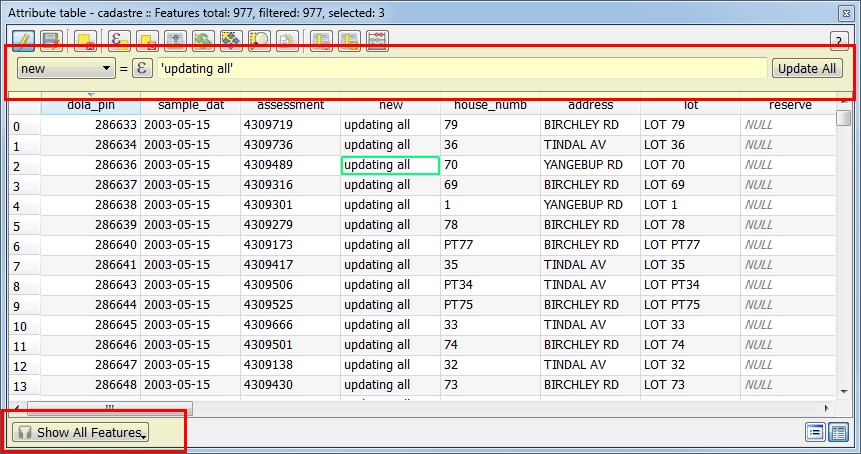 Attribute table - cadastre :: Features total: 977, filtered: 977, selected: 3
?
new = ε 'updating all' Update All
dola_pin sample_dat assessment new house_numb address lot reserve
0 286633 2003-05-15 4309719 updating all 79 BIRCHLEY RD LOT 79 NULL
1 286634 2003-05-15 4309736 updating all 36 TINDAL AV LOT 36 NULL
2 286636 2003-05-15 4309489 updating all 70 YANGEBUP RD LOT 70 NULL
3 286637 2003-05-15 4309316 updating all 69 BIRCHLEY RD LOT 69 NULL
4 286638 2003-05-15 4309301 updating all 1 YANGEBUP RD LOT 1 NULL
5 286639 2003-05-15 4309279 updating all 78 BIRCHLEY RD LOT 78 NULL
6 286640 2003-05-15 4309173 updating all PT77 BIRCHLEY RD LOT PT77 NULL
7 286641 2003-05-15 4309417 updating all 35 TINDAL AV LOT 35 NULL
8 286643 2003-05-15 4309506 updating all PT34 TINDAL AV LOT PT34 NULL
9 286644 2003-05-15 4309525 updating all PT75 BIRCHLEY RD LOT PT75 NULL
10 286645 2003-05-15 4309666 updating all 33 TINDAL AV LOT 33 NULL
11 286646 2003-05-15 4309501 updating all 74 BIRCHLEY RD LOT 74 NULL
12 286647 2003-05-15 4309138 updating all 32 TINDAL AV LOT 32 NULL
13 286648 2003-05-15 4309430 updating all 73 BIRCHLEY RD LOT 73 NULL
Show All Features